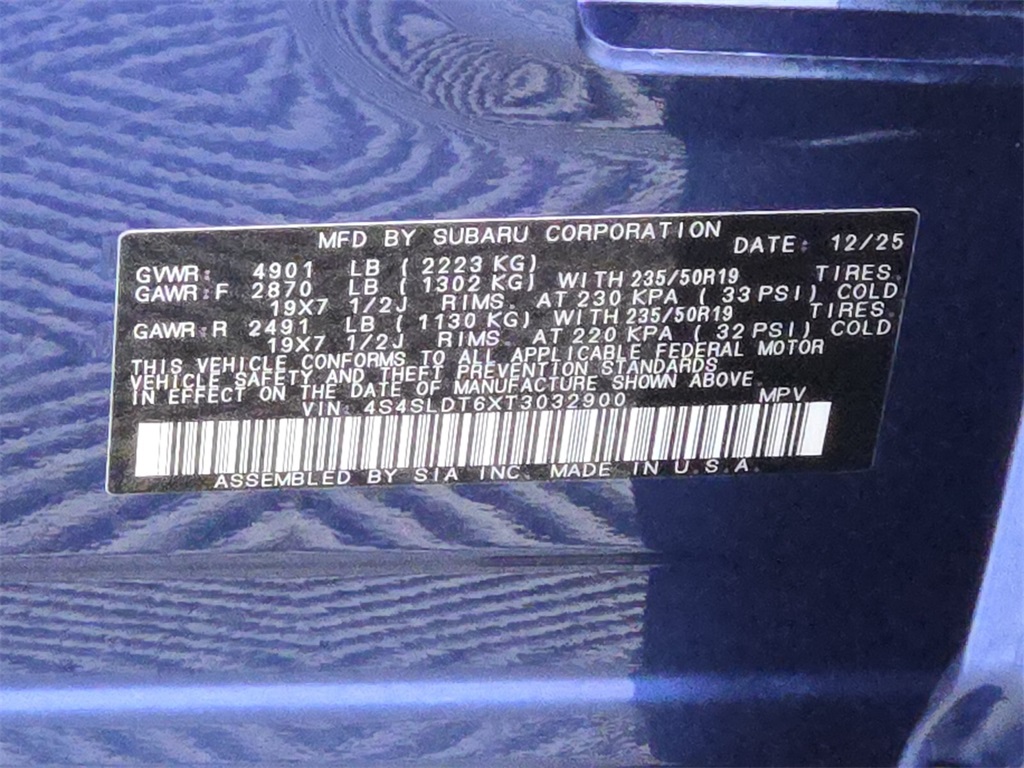 MFD BY SUBARU CORPORATION DATE: 12/25
GVWR: 4901 LB ( 2223 KG)
GAWR:F 2870 LB ( 1302 KG) WITH 235/50R19 TIRES.
19X7 1/2J RIMS. AT 230 KPA ( 33 PSI) COLD
GAWR:R 2491 LB ( 1130 KG) WITH 235/50R19 TIRES.
19X7 1/2J RIMS. AT 220 KPA ( 32 PSI) COLD
THIS VEHICLE CONFORMS TO ALL APPLICABLE FEDERAL MOTOR
VEHICLE SAFETY AND THEFT PREVENTION STANDARDS
IN EFFECT ON THE DATE OF MANUFACTURE SHOWN ABOVE.
VIN: 4S4SLDT6XT3032900 MPV
ASSEMBLED BY SIA INC. MADE IN U.S.A.